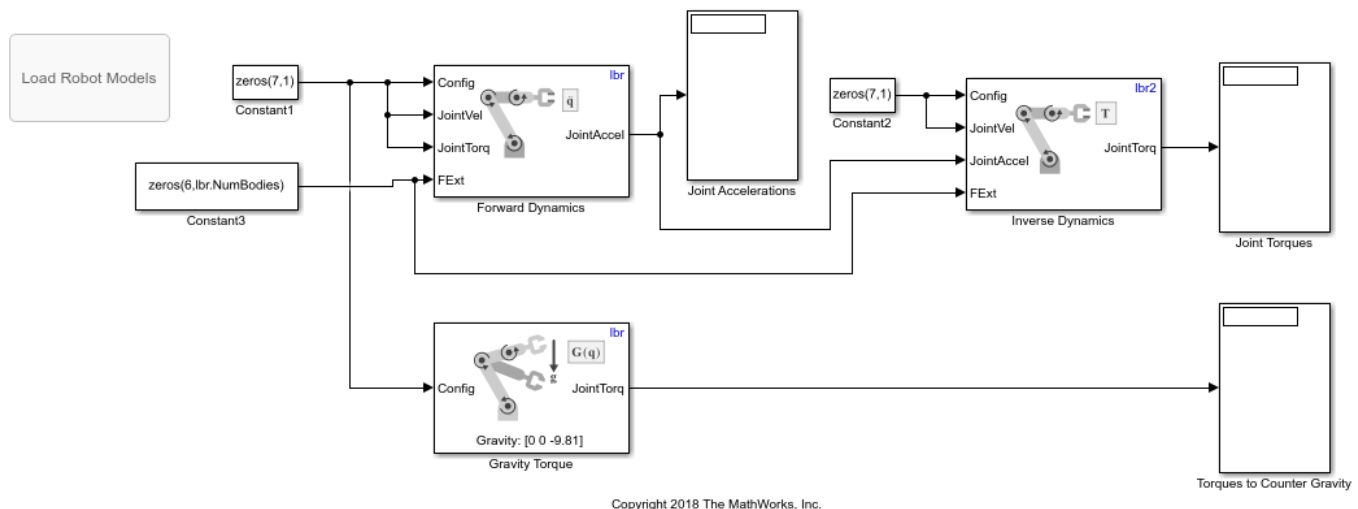 Load Robot Models
zeros(7,1)
Constant1
zeros(6,lbr.NumBodies)
Constant3
lbr
Config
JointVel
JointTorq
FExt
q̈
JointAccel
Forward Dynamics
Joint Accelerations
zeros(7,1)
Constant2
lbr2
Config
JointVel
JointAccel
FExt
T
JointTorq
Inverse Dynamics
Joint Torques
lbr
Config
G(q)
g
JointTorq
Gravity: [0 0 -9.81]
Gravity Torque
Torques to Counter Gravity
Copyright 2018 The MathWorks, Inc.